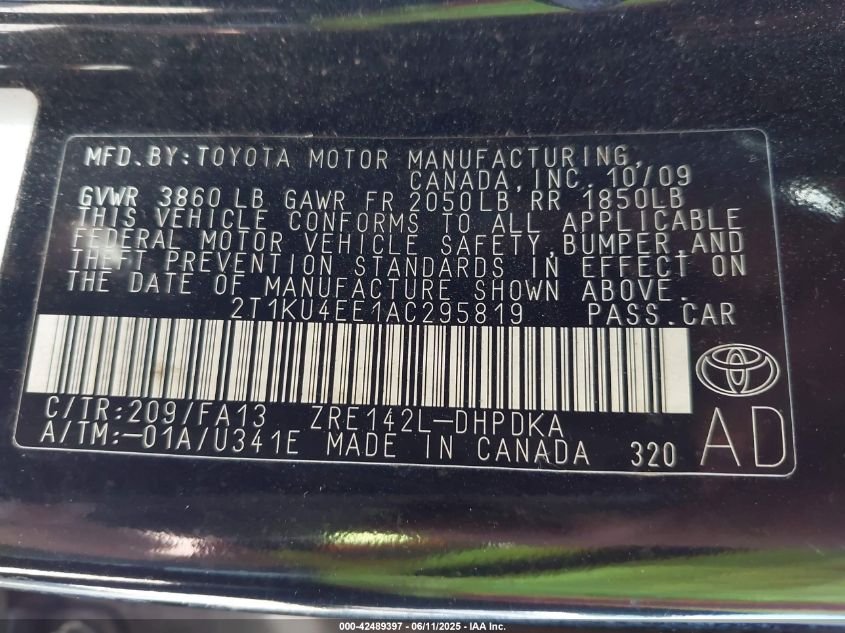 MFD. BY: TOYOTA MOTOR MANUFACTURING,
CANADA, INC. 10/09
GVWR 3860 LB GAWR FR 2050LB RR 1850LB
THIS VEHICLE CONFORMS TO ALL APPLICABLE
FEDERAL MOTOR VEHICLE SAFETY, BUMPER, AND
THEFT PREVENTION STANDARDS IN EFFECT ON
THE DATE OF MANUFACTURE SHOWN ABOVE.
2T1KU4EE1AC295819 PASS. CAR
C/TR: 209/FA13 ZRE142L-DHPDKA
A/TM: -01A/U341E MADE IN CANADA 320
AD
000-42489397 - 06/11/2025 - IAA Inc.